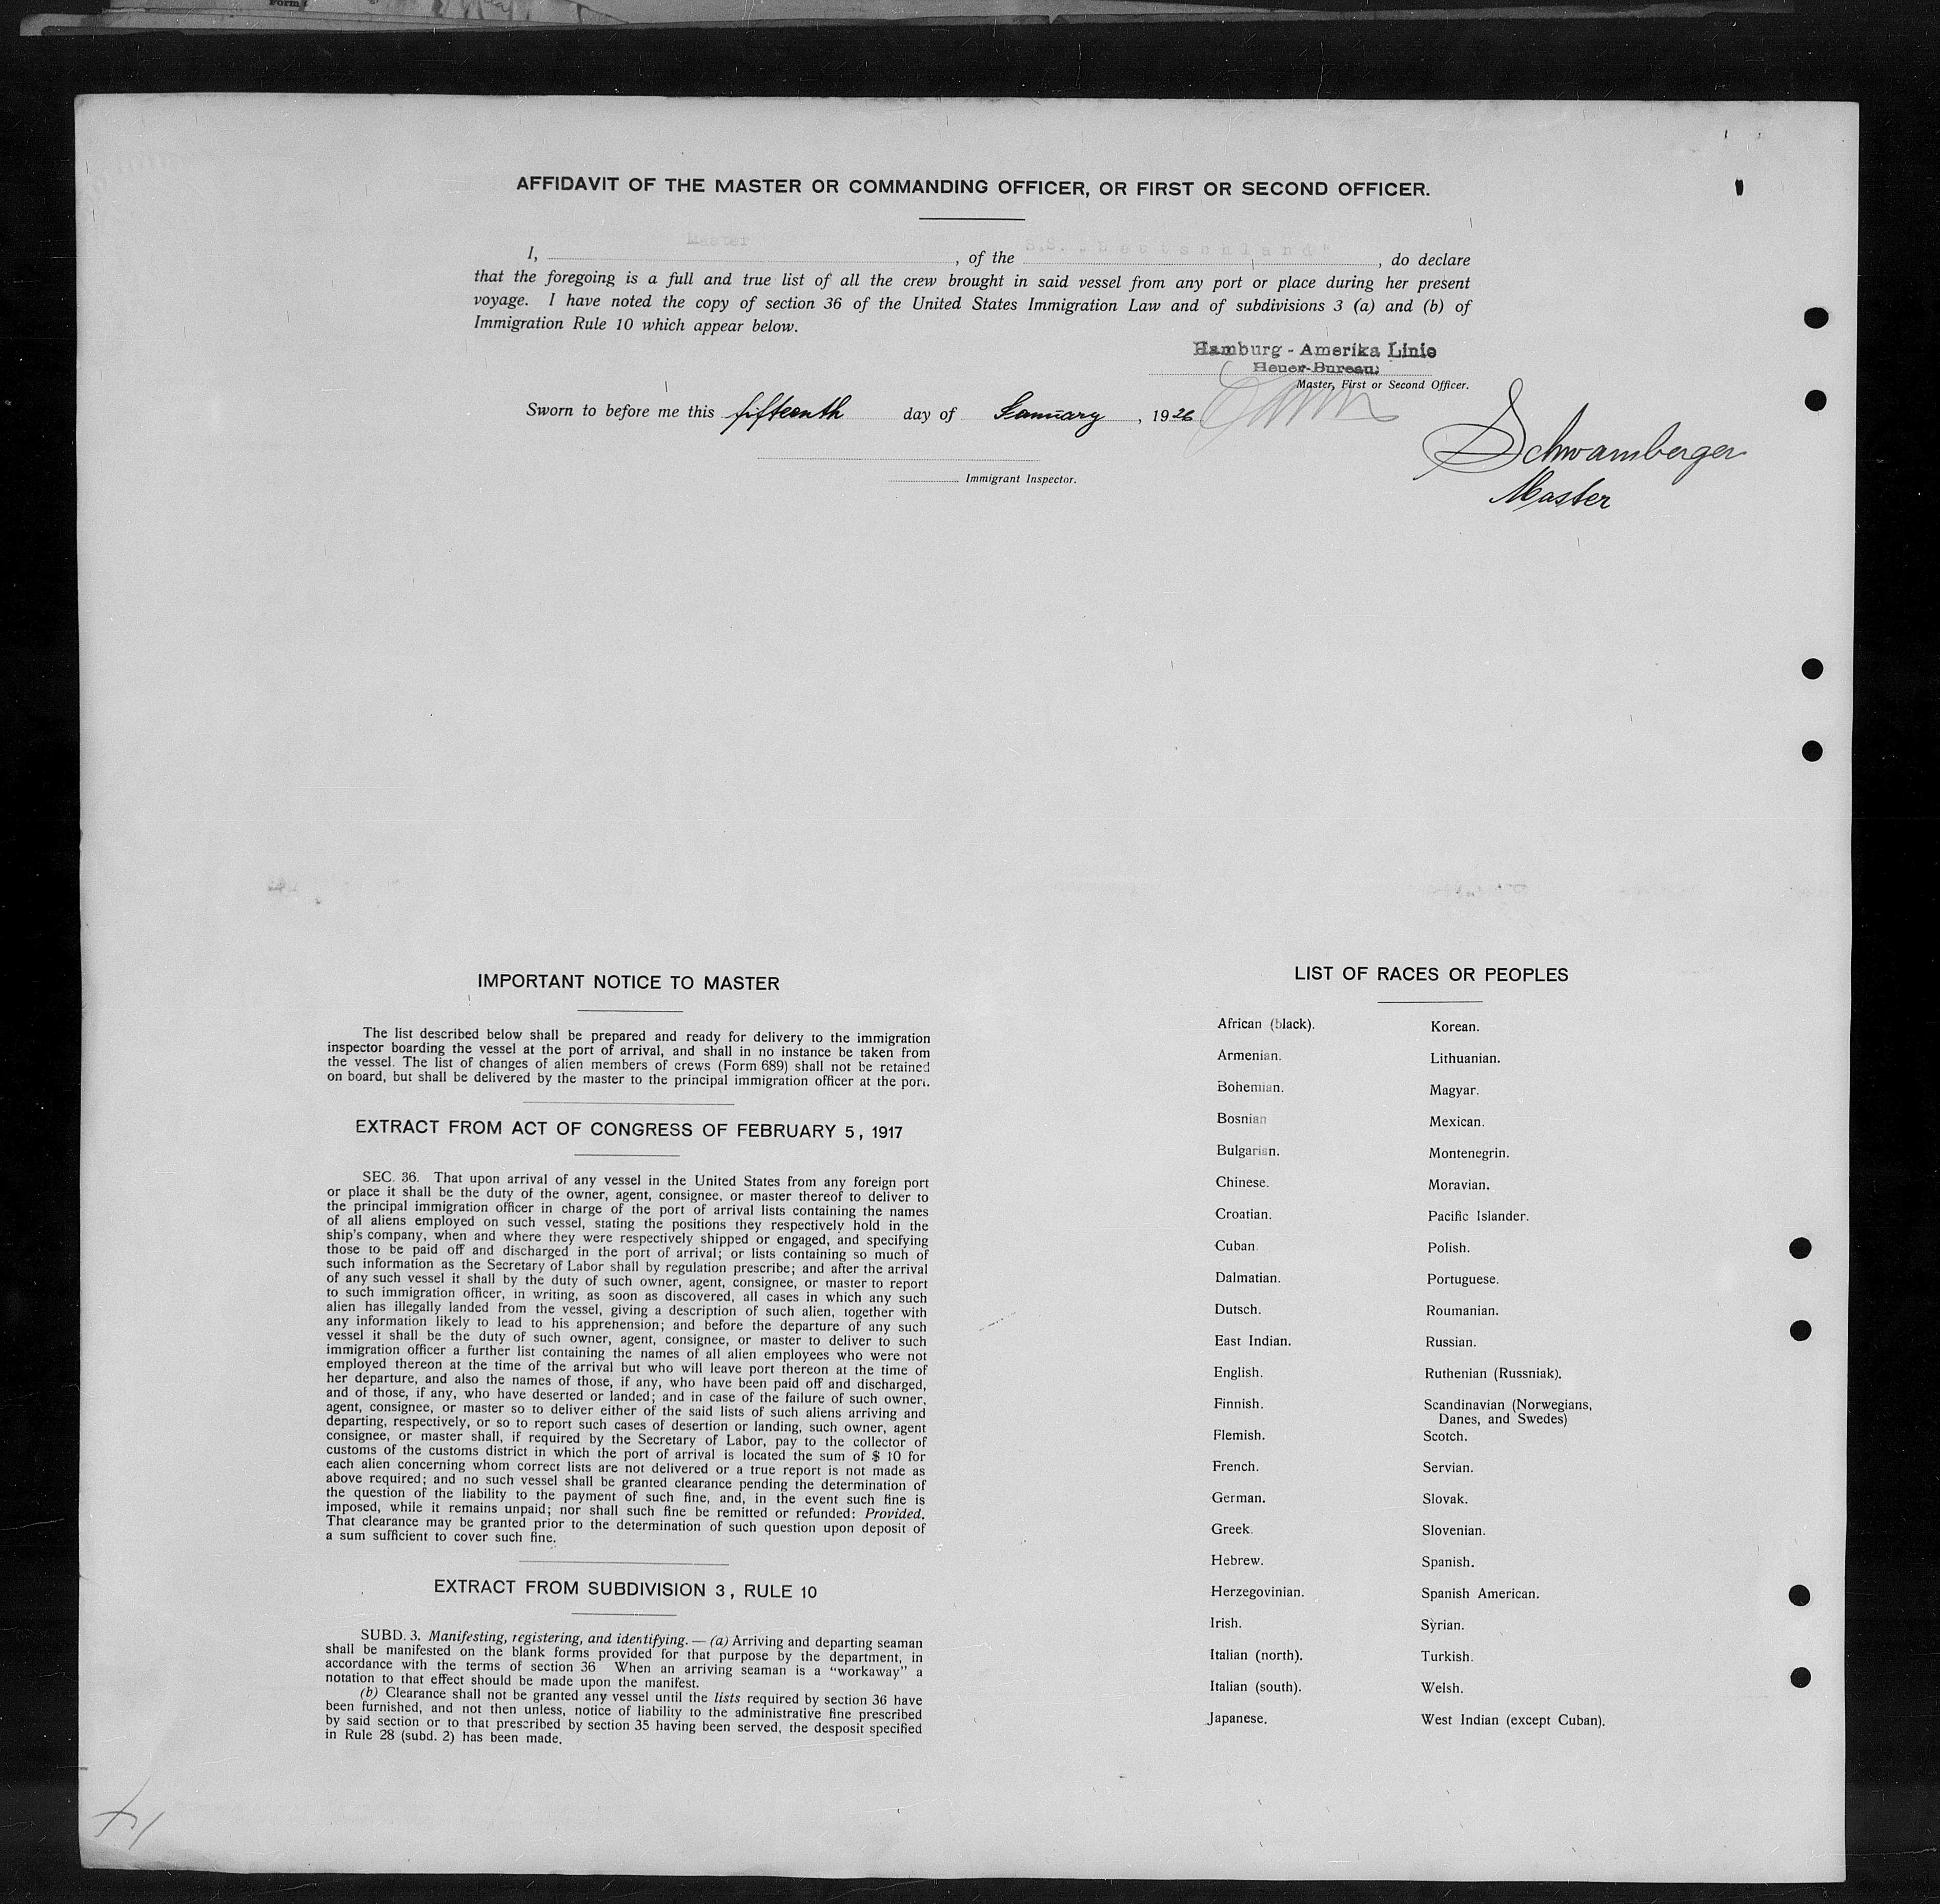 Form
AFFIDAVIT OF THE MASTER OR COMMANDING OFFICER, OR FIRST OR SECOND OFFICER.
Master S.S. „Deutschland"
I, , of the , do declare
that the foregoing is a full and true list of all the crew brought in said vessel from any port or place during her present
voyage. I have noted the copy of section 36 of the United States Immigration Law and of subdivisions 3 (a) and (b) of
Immigration Rule 10 which appear below.
Hamburg - Amerika Linie
Heuer-Bureau:
Master, First or Second Officer.
Sworn to before me this fifteenth day of January, 1926
Schwamberger
Master
Immigrant Inspector.
IMPORTANT NOTICE TO MASTER
The list described below shall be prepared and ready for delivery to the immigration
inspector boarding the vessel at the port of arrival, and shall in no instance be taken from
the vessel. The list of changes of alien members of crews (Form 689) shall not be retained
on board, but shall be delivered by the master to the principal immigration officer at the port.
EXTRACT FROM ACT OF CONGRESS OF FEBRUARY 5, 1917
SEC. 36. That upon arrival of any vessel in the United States from any foreign port
or place it shall be the duty of the owner, agent, consignee, or master thereof to deliver to
the principal immigration officer in charge of the port of arrival lists containing the names
of all aliens employed on such vessel, stating the positions they respectively hold in the
ship's company, when and where they were respectively shipped or engaged, and specifying
those to be paid off and discharged in the port of arrival; or lists containing so much of
such information as the Secretary of Labor shall by regulation prescribe; and after the arrival
of any such vessel it shall by the duty of such owner, agent, consignee, or master to report
to such immigration officer, in writing, as soon as discovered, all cases in which any such
alien has illegally landed from the vessel, giving a description of such alien, together with
any information likely to lead to his apprehension; and before the departure of any such
vessel it shall be the duty of such owner, agent, consignee, or master to deliver to such
immigration officer a further list containing the names of all alien employees who were not
employed thereon at the time of the arrival but who will leave port thereon at the time of
her departure, and also the names of those, if any, who have been paid off and discharged,
and of those, if any, who have deserted or landed; and in case of the failure of such owner,
agent, consignee, or master so to deliver either of the said lists of such aliens arriving and
departing, respectively, or so to report such cases of desertion or landing, such owner, agent
consignee, or master shall, if required by the Secretary of Labor, pay to the collector of
customs of the customs district in which the port of arrival is located the sum of $ 10 for
each alien concerning whom correct lists are not delivered or a true report is not made as
above required; and no such vessel shall be granted clearance pending the determination of
the question of the liability to the payment of such fine, and, in the event such fine is
imposed, while it remains unpaid; nor shall such fine be remitted or refunded: Provided.
That clearance may be granted prior to the determination of such question upon deposit of
a sum sufficient to cover such fine.
EXTRACT FROM SUBDIVISION 3, RULE 10
SUBD. 3. Manifesting, registering, and identifying. — (a) Arriving and departing seaman
shall be manifested on the blank forms provided for that purpose by the department, in
accordance with the terms of section 36 When an arriving seaman is a "workaway" a
notation to that effect should be made upon the manifest.
(b) Clearance shall not be granted any vessel until the lists required by section 36 have
been furnished, and not then unless, notice of liability to the administrative fine prescribed
by said section or to that prescribed by section 35 having been served, the desposit specified
in Rule 28 (subd. 2) has been made.
LIST OF RACES OR PEOPLES
African (black).
Armenian.
Bohemian.
Bosnian
Bulgarian.
Chinese.
Croatian.
Cuban.
Dalmatian.
Dutsch.
East Indian.
English.
Finnish.
Flemish.
French.
German.
Greek.
Hebrew.
Herzegovinian.
Irish.
Italian (north).
Italian (south).
Japanese.
Korean.
Lithuanian.
Magyar.
Mexican.
Montenegrin.
Moravian.
Pacific Islander.
Polish.
Portuguese.
Roumanian.
Russian.
Ruthenian (Russniak).
Scandinavian (Norwegians,
Danes, and Swedes)
Scotch.
Servian.
Slovak.
Slovenian.
Spanish.
Spanish American.
Syrian.
Turkish.
Welsh.
West Indian (except Cuban).